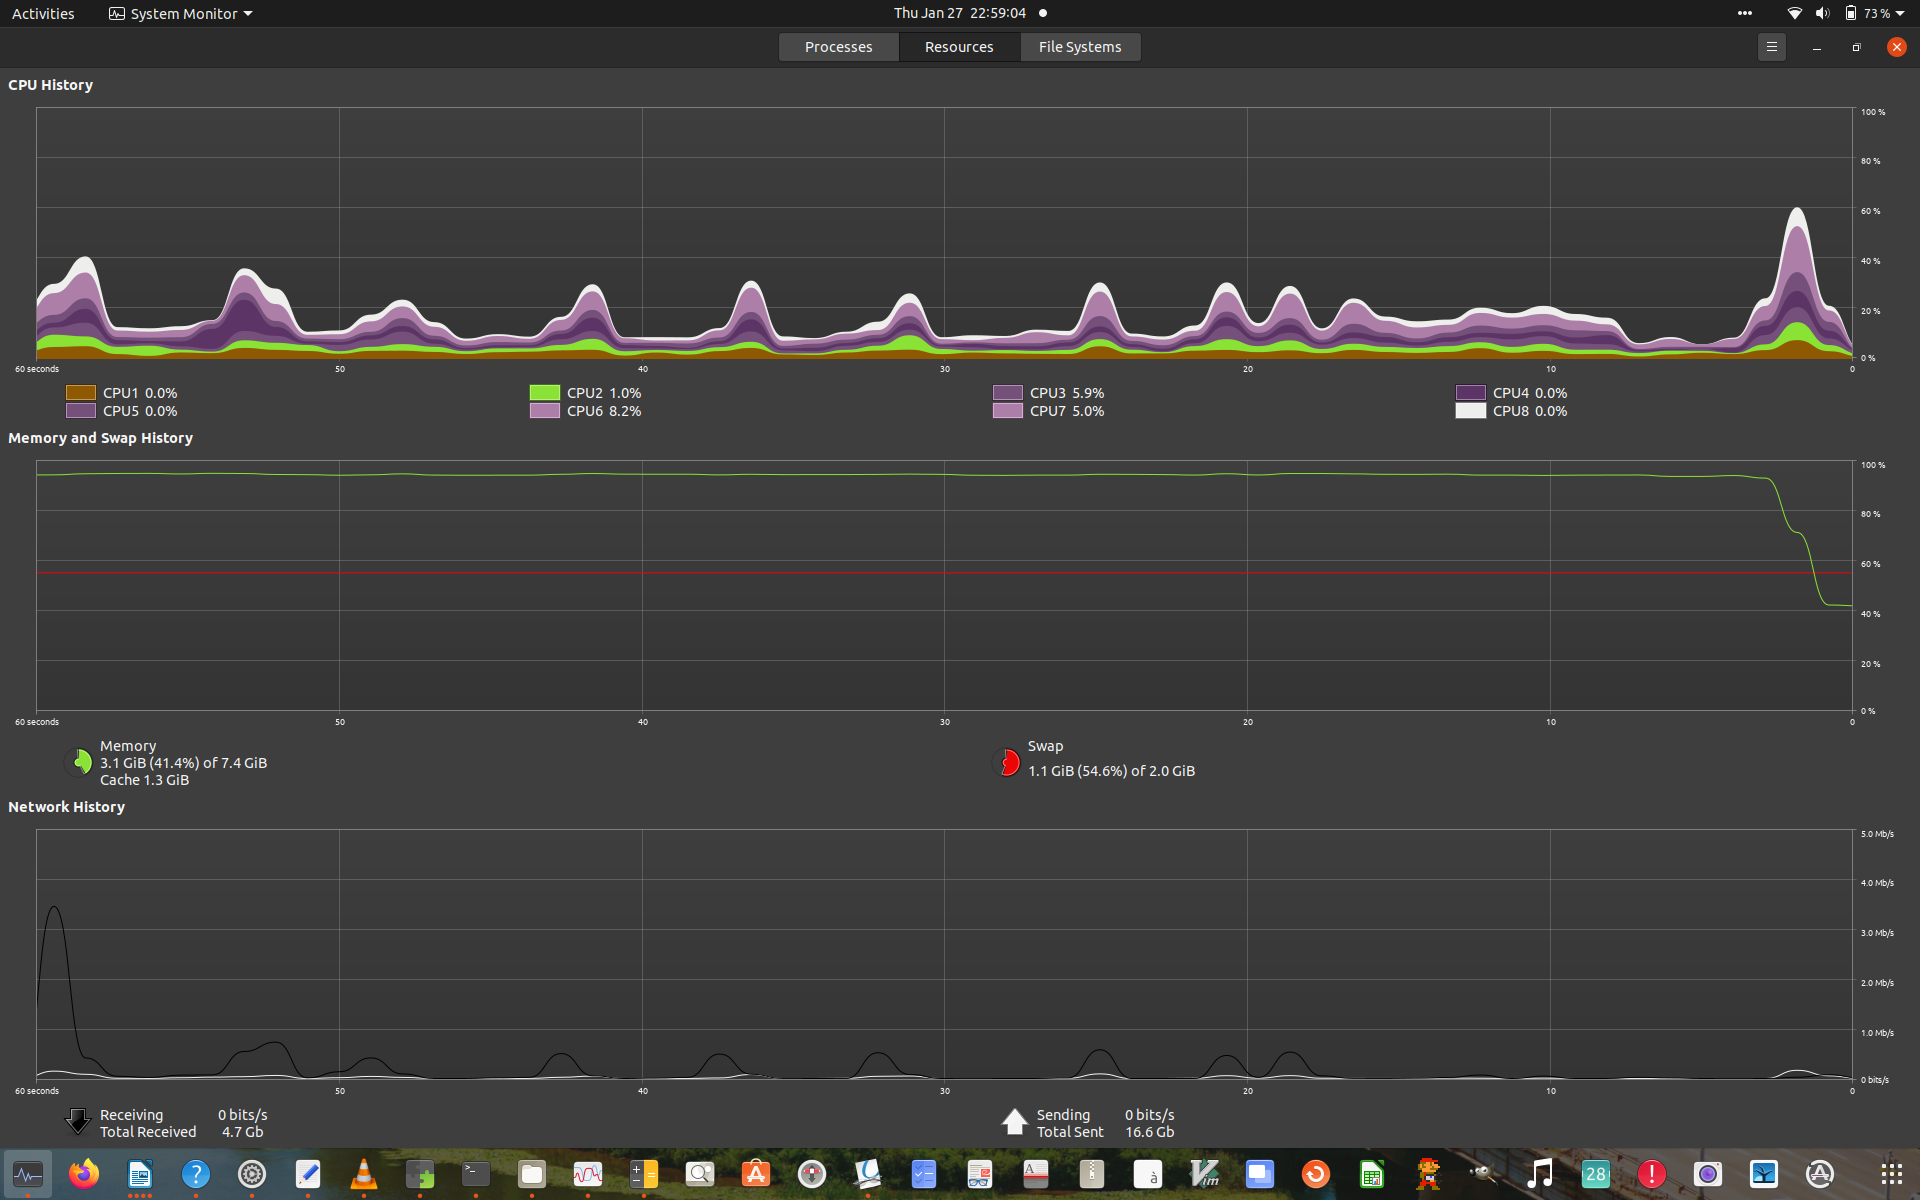 Activities System Monitor Thu Jan 27 22:59:04 73 %
Processes Resources File Systems
CPU History
100 %
80 %
60 %
40 %
20 %
0 %
60 seconds 50 40 30 20 10 0
CPU1 0.0% CPU2 1.0% CPU3 5.9% CPU4 0.0%
CPU5 0.0% CPU6 8.2% CPU7 5.0% CPU8 0.0%
Memory and Swap History
100 %
80 %
60 %
40 %
20 %
0 %
60 seconds 50 40 30 20 10 0
Memory
3.1 GiB (41.4%) of 7.4 GiB
Cache 1.3 GiB
Swap
1.1 GiB (54.6%) of 2.0 GiB
Network History
5.0 Mb/s
4.0 Mb/s
3.0 Mb/s
2.0 Mb/s
1.0 Mb/s
0 bits/s
60 seconds 50 40 30 20 10 0
Receiving 0 bits/s
Total Received 4.7 Gb
Sending 0 bits/s
Total Sent 16.6 Gb
? >_ A A à Vim 28 !